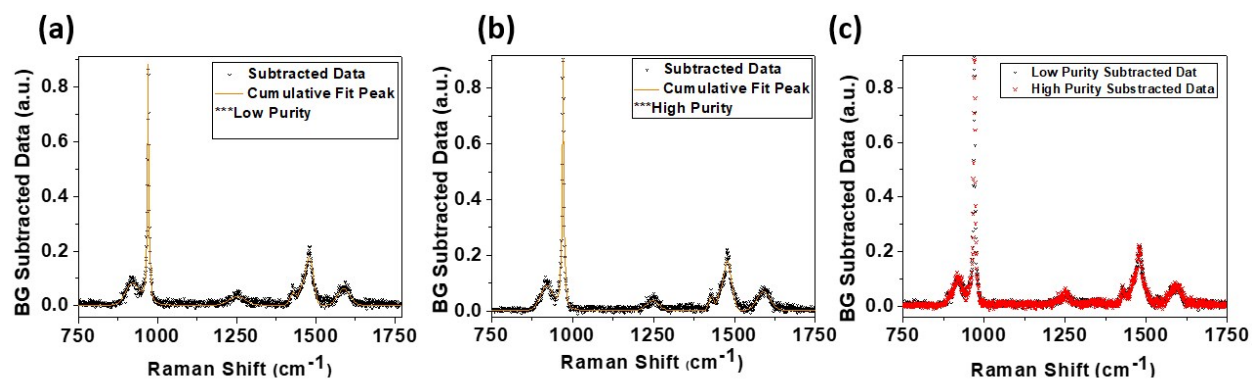 (a)
BG Subtracted Data (a.u.)
0.8
0.6
0.4
0.2
0.0
Subtracted Data
Cumulative Fit Peak
***Low Purity
750 1000 1250 1500 1750
Raman Shift (cm⁻¹)
(b)
BG Subtracted Data (a.u.)
0.8
0.6
0.4
0.2
0.0
Subtracted Data
Cumulative Fit Peak
***High Purity
750 1000 1250 1500 1750
Raman Shift (cm⁻¹)
(c)
BG Subtracted Data (a.u.)
0.8
0.6
0.4
0.2
0.0
Low Purity Subtracted Dat
High Purity Substracted Data
750 1000 1250 1500 1750
Raman Shift (cm⁻¹)